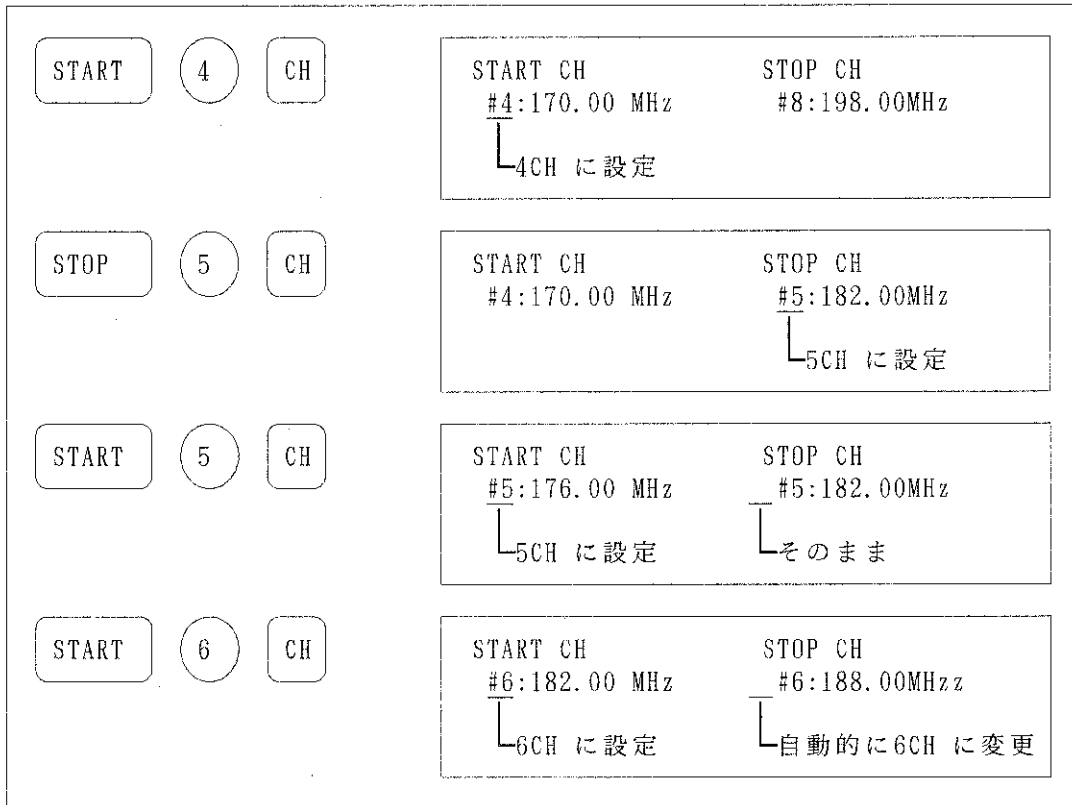 START 4 CH
START CH STOP CH
#4:170.00 MHz #8:198.00MHz
4CH に設定
STOP 5 CH
START CH STOP CH
#4:170.00 MHz #5:182.00MHz
5CH に設定
START 5 CH
START CH STOP CH
#5:176.00 MHz #5:182.00MHz
5CH に設定 そのまま
START 6 CH
START CH STOP CH
#6:182.00 MHz #6:188.00MHzz
6CH に設定 自動的に6CH に変更